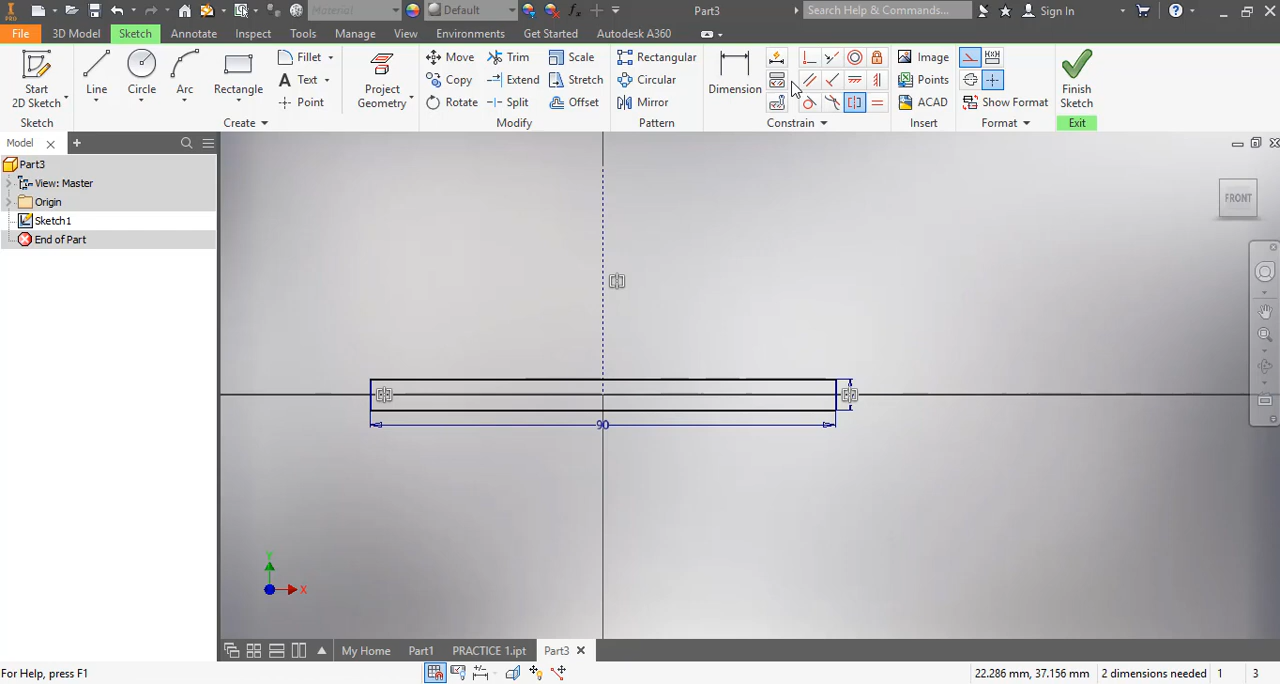 PRO Material Default fx Part3 Search Help & Commands... Sign In
File 3D Model Sketch Annotate Inspect Tools Manage View Environments Get Started Autodesk A360
Start 2D Sketch Line Circle Arc Rectangle Fillet Text Point Project Geometry Move Copy Rotate Trim Extend Split Scale Stretch Offset Rectangular Circular Mirror Dimension Image Points ACAD Show Format Finish Sketch
Sketch Create Modify Pattern Constrain Insert Format Exit
Model
Part3
View: Master
Origin
Sketch1
End of Part
FRONT
90
Y
X
My Home Part1 PRACTICE 1.ipt Part3
For Help, press F1 22.286 mm, 37.156 mm 2 dimensions needed 1 3